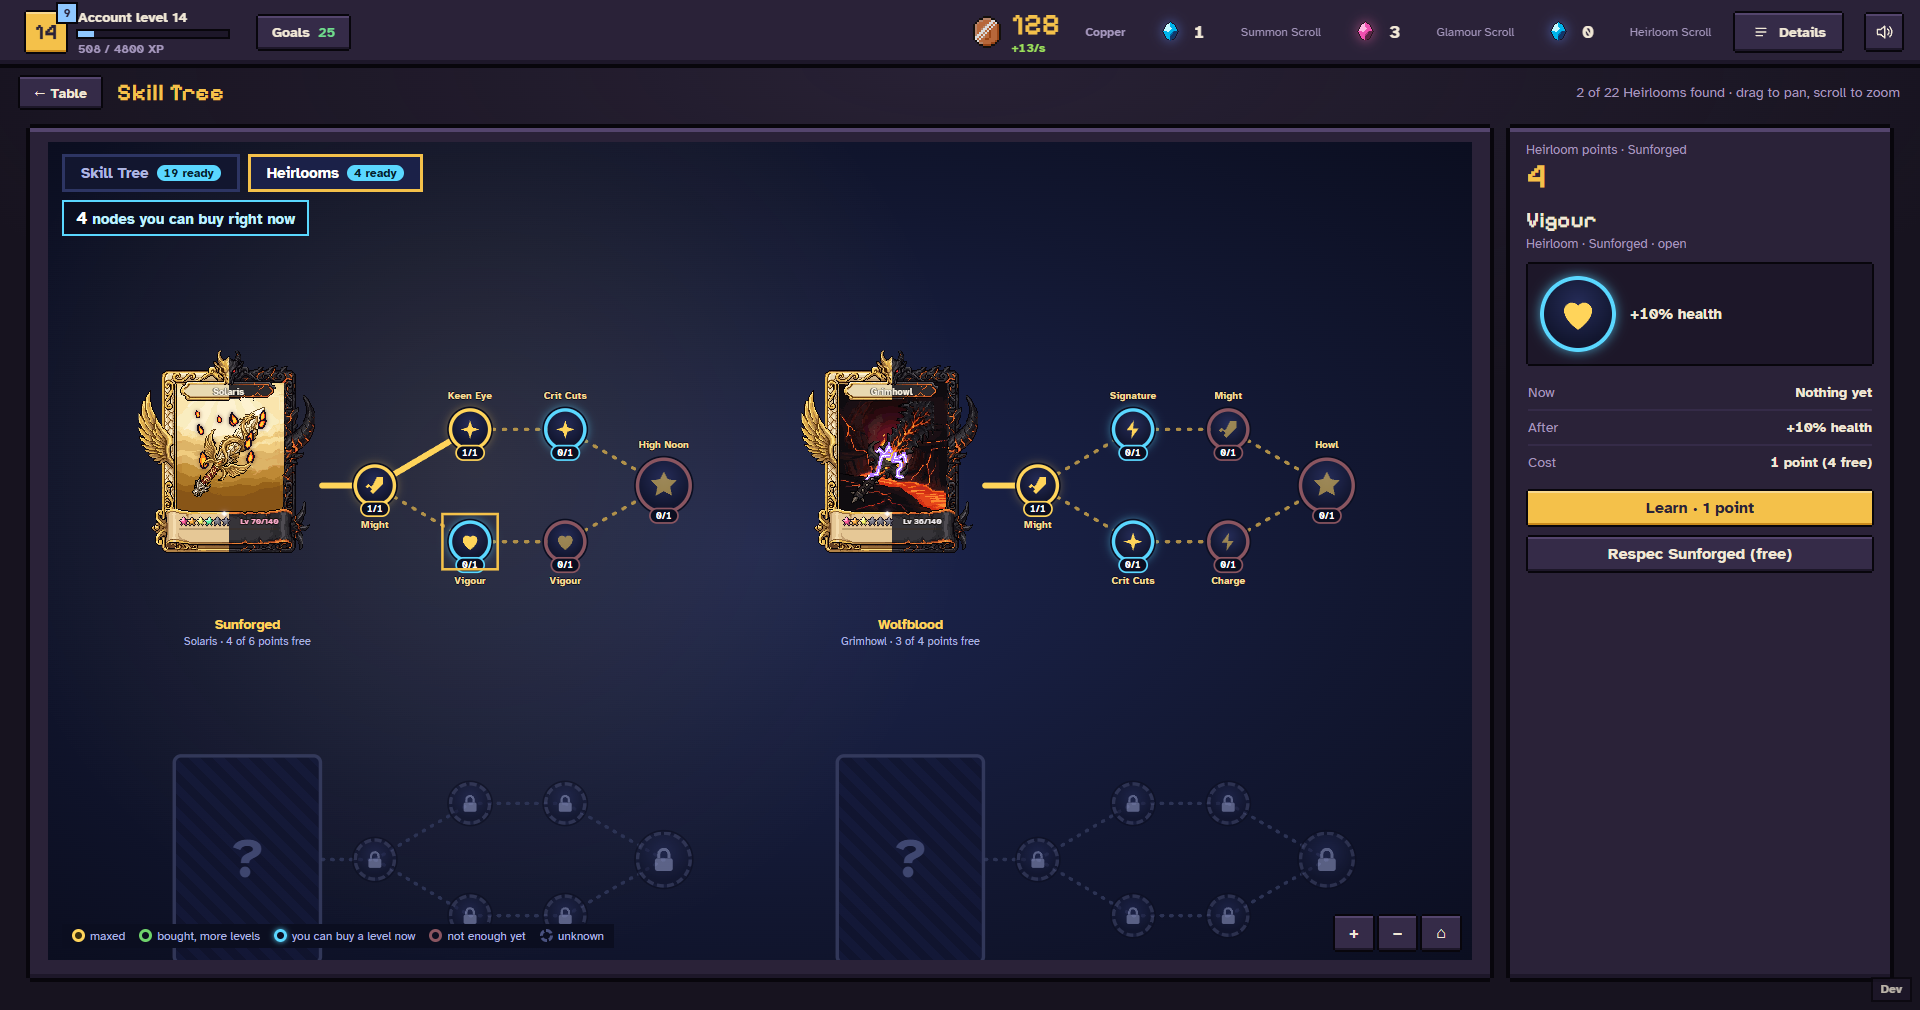 14
9
Account level 14
508 / 4800 XP
Goals 25
128
+13/s
Copper
1
Summon Scroll
3
Glamour Scroll
0
Heirloom Scroll
Details
← Table
Skill Tree
2 of 22 Heirlooms found · drag to pan, scroll to zoom
Skill Tree 19 ready
Heirlooms 4 ready
4 nodes you can buy right now
Solaris
Lv 70/140
1/1
Might
Keen Eye
1/1
Crit Cuts
0/1
High Noon
0/1
0/1
Vigour
0/1
Vigour
Sunforged
Solaris · 4 of 6 points free
Grimhowl
Lv 36/140
1/1
Might
Signature
0/1
Might
0/1
Howl
0/1
0/1
Crit Cuts
0/1
Charge
Wolfblood
Grimhowl · 3 of 4 points free
?
?
maxed
bought, more levels
you can buy a level now
not enough yet
unknown
+
−
Heirloom points · Sunforged
4
Vigour
Heirloom · Sunforged · open
+10% health
Now Nothing yet
After +10% health
Cost 1 point (4 free)
Learn · 1 point
Respec Sunforged (free)
Dev